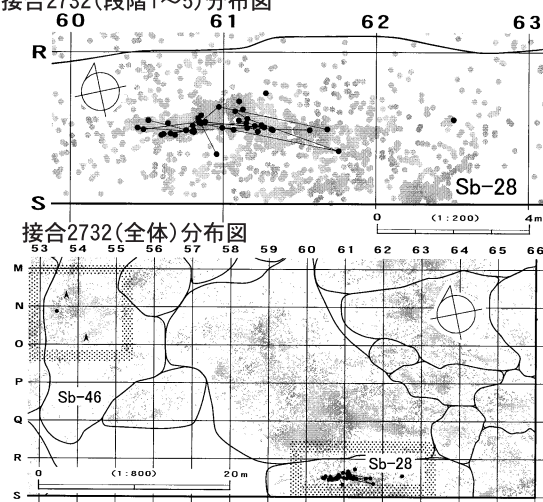 接合2732(段階1～5)分布図
60 61 62 63
R
S
Sb-28
0 (1:200) 4m
接合2732(全体)分布図
53 54 55 56 57 58 59 60 61 62 63 64 65 66
M
N
O
P
Q
R
S
Sb-46
Sb-28
0 (1:800) 20m